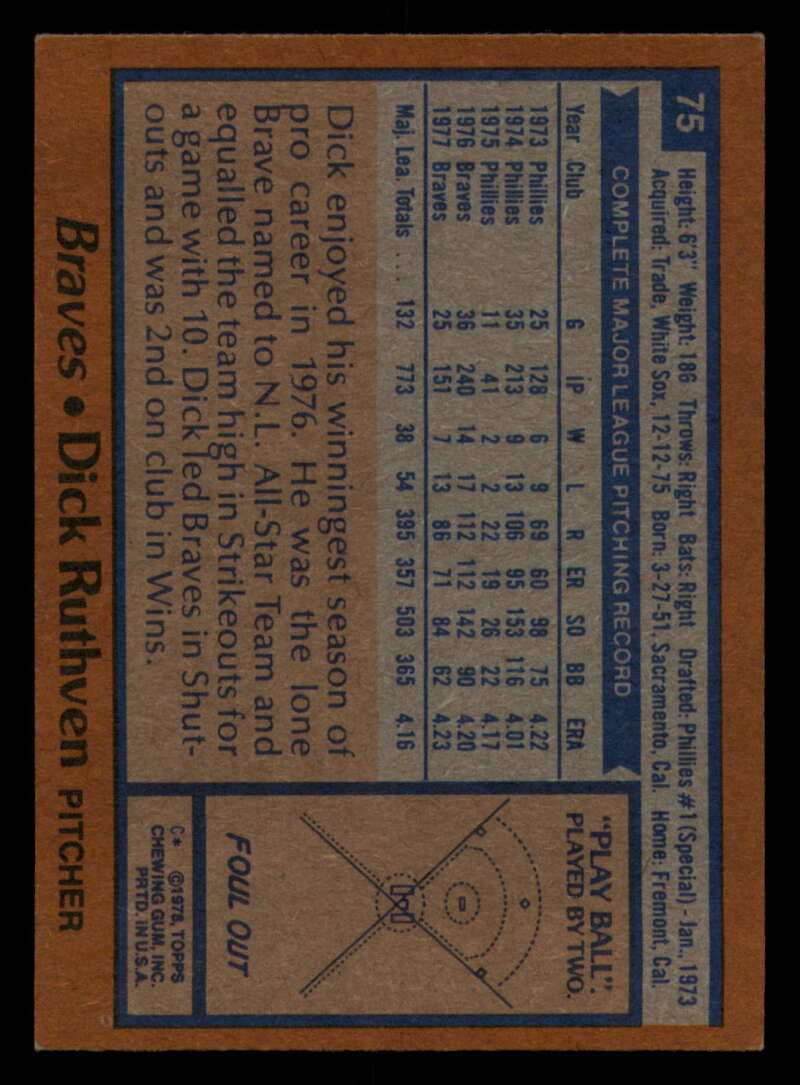 75
Height: 6'3" Weight: 186 Throws: Right Bats: Right Drafted: Phillies #1 (Special) - Jan., 1973
Acquired: Trade, White Sox, 12-12-75 Born: 3-27-51, Sacramento, Cal. Home: Fremont, Cal.
COMPLETE MAJOR LEAGUE PITCHING RECORD
Year Club G IP W L R ER SO BB ERA
1973 Phillies 25 128 6 9 69 60 98 75 4.22
1974 Phillies 35 213 9 13 106 95 153 116 4.01
1975 Phillies 11 41 2 2 22 19 26 22 4.17
1976 Braves 36 240 14 17 112 112 142 90 4.20
1977 Braves 25 151 7 13 86 71 84 62 4.23
Maj. Lea. Totals ... 132 773 38 54 395 357 503 365 4.16
Dick enjoyed his winningest season of
pro career in 1976. He was the lone
Brave named to N.L. All-Star Team and
equalled the team high in Strikeouts for
a game with 10. Dick led Braves in Shut-
outs and was 2nd on club in Wins.
"PLAY BALL":
PLAYED BY TWO.
FOUL OUT
C* ©1978, TOPPS
CHEWING GUM, INC.
PRTD. IN U.S.A.
Braves • Dick Ruthven PITCHER